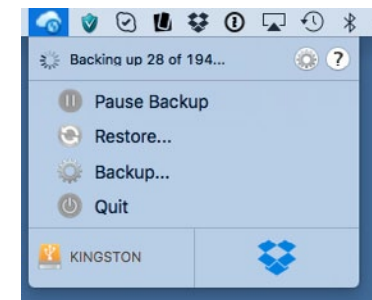 Backing up 28 of 194...
?
Pause Backup
Restore...
Backup...
Quit
KINGSTON